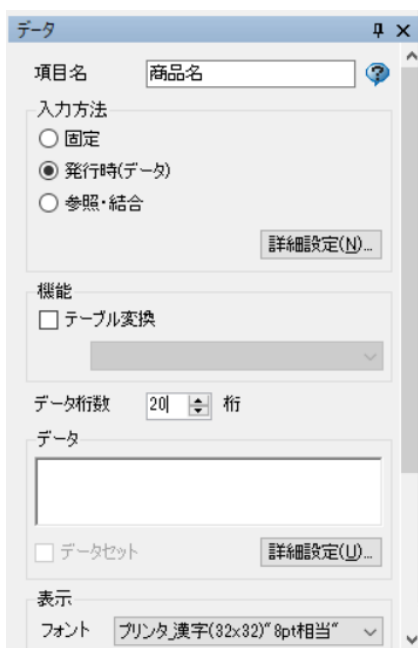 データ
項目名 商品名
入力方法
固定
発行時(データ)
参照・結合
詳細設定(N)...
機能
テーブル変換
データ桁数 20 桁
データ
データセット 詳細設定(U)...
表示
フォント プリンタ漢字(32x32)"8pt相当"